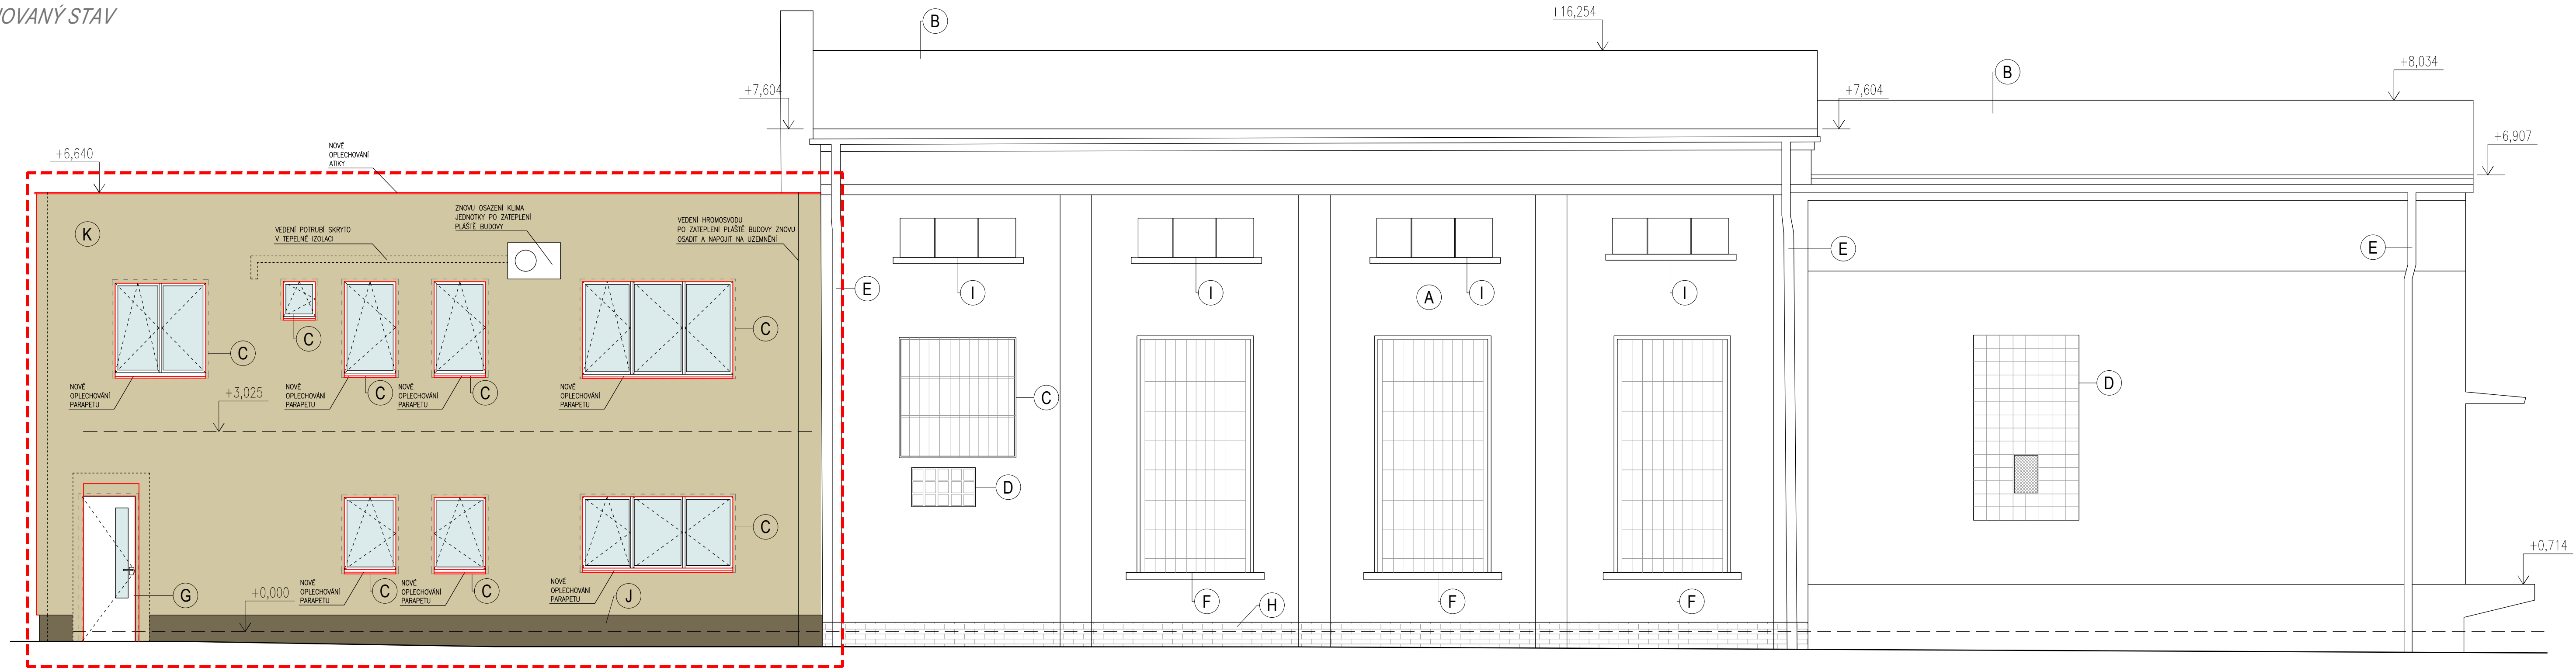 OVANÝ STAV
B
+16,254
+8,034
B
+7,604
+7,604
+6,907
+6,640
NOVÉ
OPLECHOVÁNÍ
ATIKY
K
VEDENÍ POTRUBÍ SKRYTO
V TEPELNÉ IZOLACI
ZNOVU OSAZENÍ KLIMA
JEDNOTKY PO ZATEPLENÍ
PLÁŠTĚ BUDOVY
VEDENÍ HROMOSVODU
PO ZATEPLENÍ PLÁŠTĚ BUDOVY ZNOVU
OSADIT A NAPOJIT NA UZEMNĚNÍ
E
E
E
I
I
A
I
I
C
C
C
C
C
C
D
NOVÉ
OPLECHOVÁNÍ
PARAPETU
NOVÉ
OPLECHOVÁNÍ
PARAPETU
NOVÉ
OPLECHOVÁNÍ
PARAPETU
NOVÉ
OPLECHOVÁNÍ
PARAPETU
+3,025
D
C
+0,714
NOVÉ
OPLECHOVÁNÍ
PARAPETU
NOVÉ
OPLECHOVÁNÍ
PARAPETU
NOVÉ
OPLECHOVÁNÍ
PARAPETU
G
+0,000
C
C
J
F
F
F
H